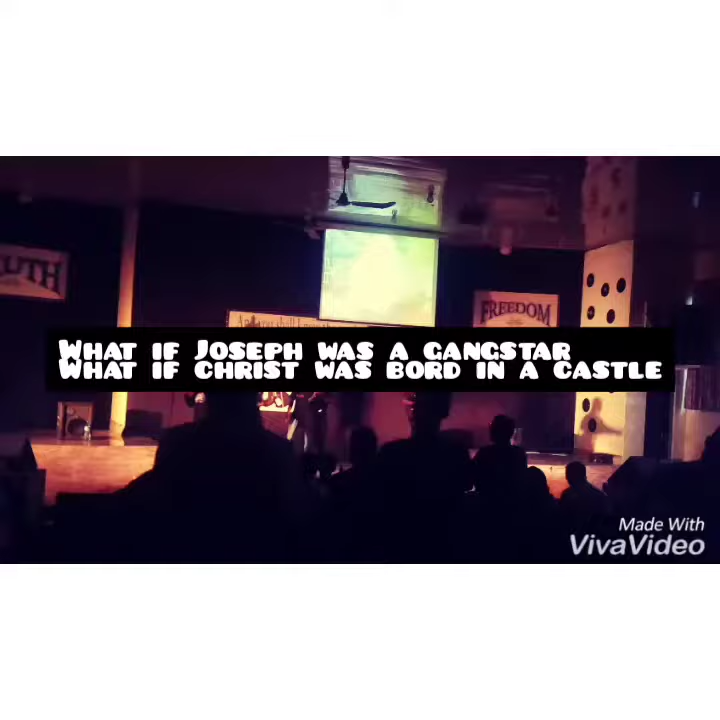 UTH
FREEDOM
WHAT IF JOSEPH WAS A GANGSTAR
WHAT IF CHRIST WAS BORD IN A CASTLE
Made With
VivaVideo